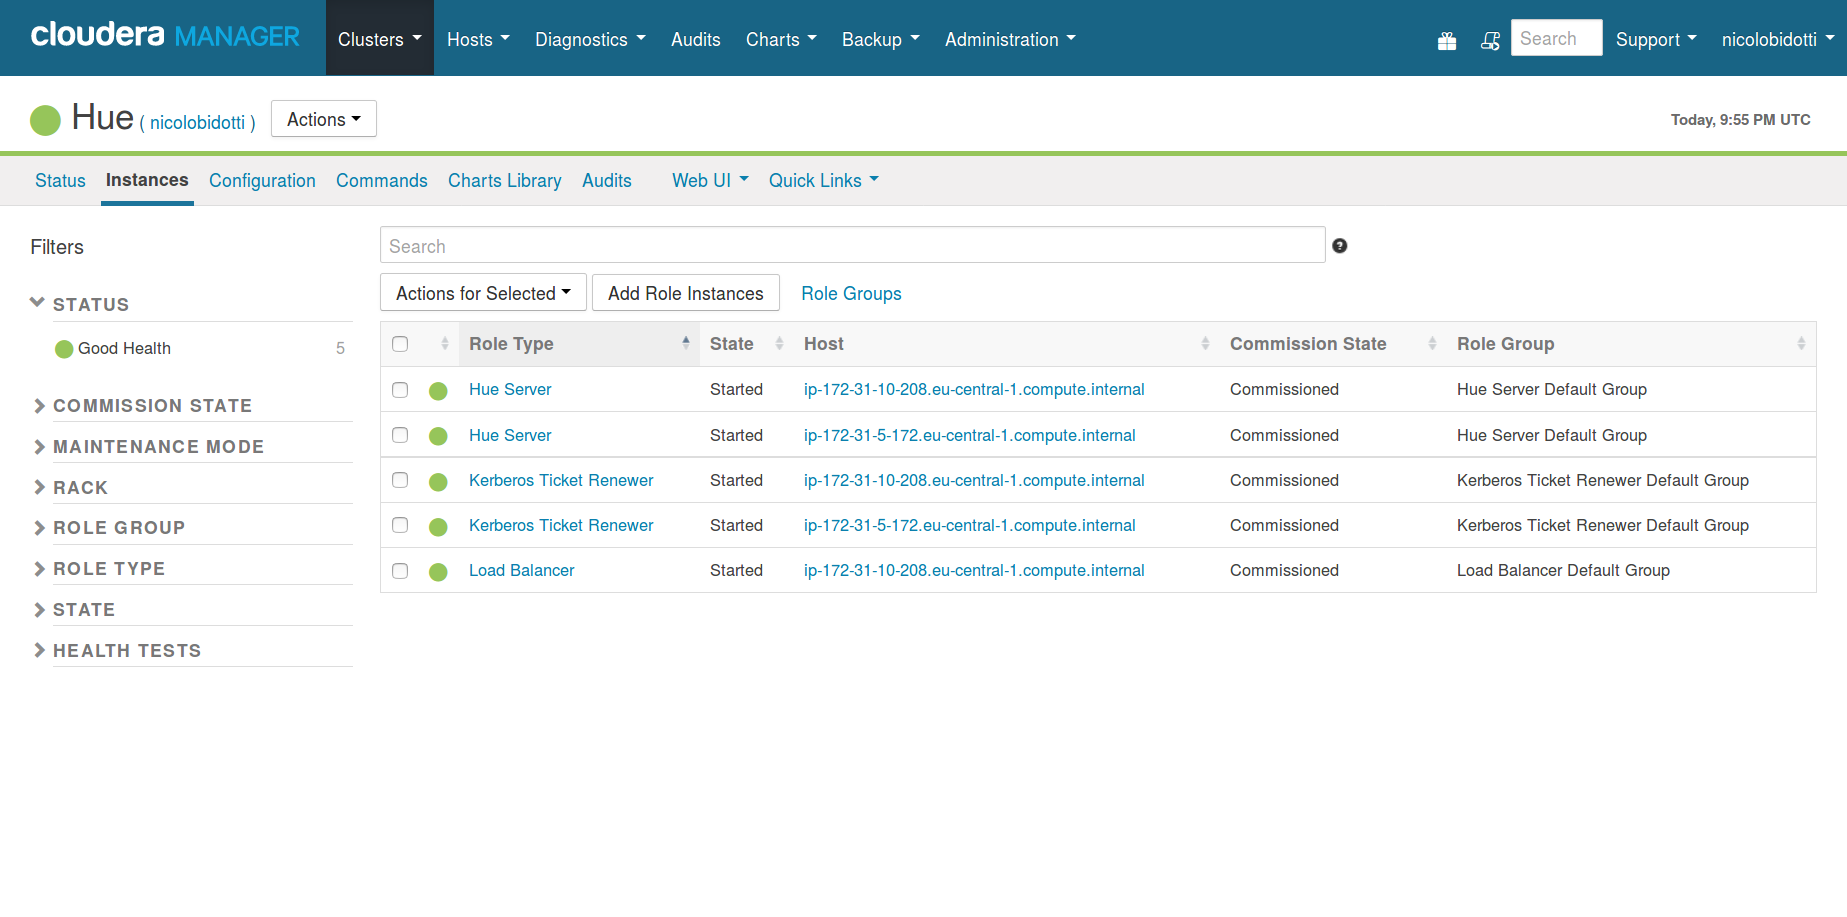 cloudera MANAGER Clusters Hosts Diagnostics Audits Charts Backup Administration Search Support nicolobidotti
Hue ( nicolobidotti ) Actions Today, 9:55 PM UTC
Status Instances Configuration Commands Charts Library Audits Web UI Quick Links
Filters
STATUS
Good Health 5
COMMISSION STATE
MAINTENANCE MODE
RACK
ROLE GROUP
ROLE TYPE
STATE
HEALTH TESTS
Search ?
Actions for Selected Add Role Instances Role Groups
Role Type State Host Commission State Role Group
Hue Server Started ip-172-31-10-208.eu-central-1.compute.internal Commissioned Hue Server Default Group
Hue Server Started ip-172-31-5-172.eu-central-1.compute.internal Commissioned Hue Server Default Group
Kerberos Ticket Renewer Started ip-172-31-10-208.eu-central-1.compute.internal Commissioned Kerberos Ticket Renewer Default Group
Kerberos Ticket Renewer Started ip-172-31-5-172.eu-central-1.compute.internal Commissioned Kerberos Ticket Renewer Default Group
Load Balancer Started ip-172-31-10-208.eu-central-1.compute.internal Commissioned Load Balancer Default Group